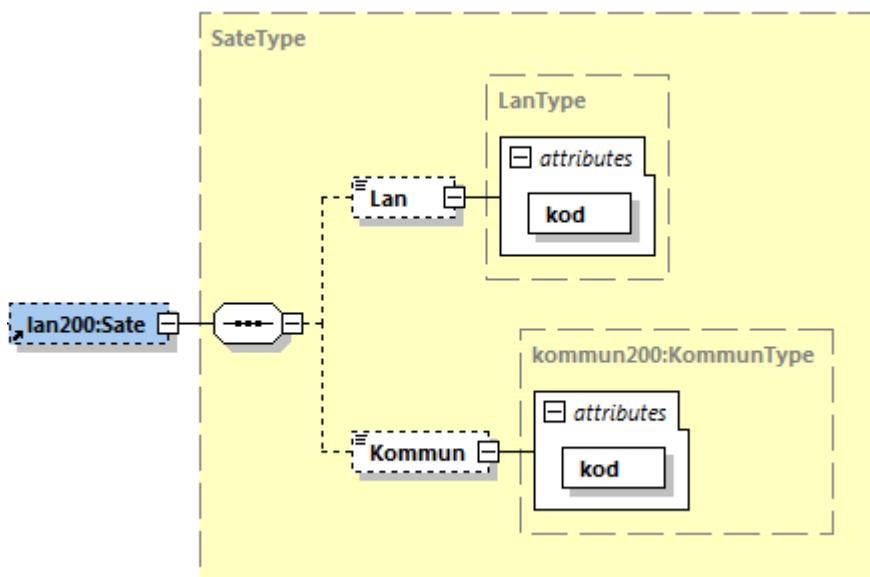 SateType
LanType
attributes
Lan
kod
lan200:Sate
kommun200:KommunType
attributes
Kommun
kod